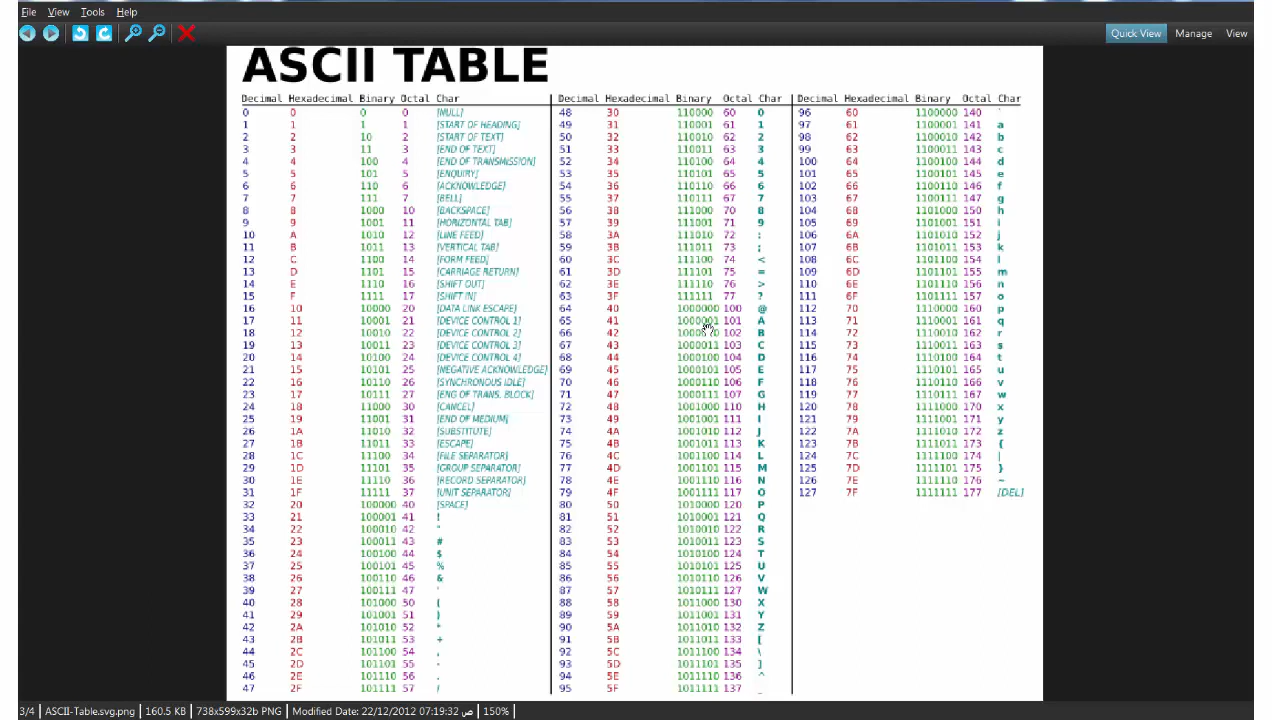 File View Tools Help
Quick View Manage View
ASCII TABLE
Decimal Hexadecimal Binary Octal Char Decimal Hexadecimal Binary Octal Char Decimal Hexadecimal Binary Octal Char
0 0 0 0 [NULL] 48 30 110000 60 0 96 60 1100000 140 `
1 1 1 1 [START OF HEADING] 49 31 110001 61 1 97 61 1100001 141 a
2 2 10 2 [START OF TEXT] 50 32 110010 62 2 98 62 1100010 142 b
3 3 11 3 [END OF TEXT] 51 33 110011 63 3 99 63 1100011 143 c
4 4 100 4 [END OF TRANSMISSION] 52 34 110100 64 4 100 64 1100100 144 d
5 5 101 5 [ENQUIRY] 53 35 110101 65 5 101 65 1100101 145 e
6 6 110 6 [ACKNOWLEDGE] 54 36 110110 66 6 102 66 1100110 146 f
7 7 111 7 [BELL] 55 37 110111 67 7 103 67 1100111 147 g
8 8 1000 10 [BACKSPACE] 56 38 111000 70 8 104 68 1101000 150 h
9 9 1001 11 [HORIZONTAL TAB] 57 39 111001 71 9 105 69 1101001 151 i
10 A 1010 12 [LINE FEED] 58 3A 111010 72 : 106 6A 1101010 152 j
11 B 1011 13 [VERTICAL TAB] 59 3B 111011 73 ; 107 6B 1101011 153 k
12 C 1100 14 [FORM FEED] 60 3C 111100 74 < 108 6C 1101100 154 l
13 D 1101 15 [CARRIAGE RETURN] 61 3D 111101 75 = 109 6D 1101101 155 m
14 E 1110 16 [SHIFT OUT] 62 3E 111110 76 > 110 6E 1101110 156 n
15 F 1111 17 [SHIFT IN] 63 3F 111111 77 ? 111 6F 1101111 157 o
16 10 10000 20 [DATA LINK ESCAPE] 64 40 1000000 100 @ 112 70 1110000 160 p
17 11 10001 21 [DEVICE CONTROL 1] 65 41 1000001 101 A 113 71 1110001 161 q
18 12 10010 22 [DEVICE CONTROL 2] 66 42 1000010 102 B 114 72 1110010 162 r
19 13 10011 23 [DEVICE CONTROL 3] 67 43 1000011 103 C 115 73 1110011 163 s
20 14 10100 24 [DEVICE CONTROL 4] 68 44 1000100 104 D 116 74 1110100 164 t
21 15 10101 25 [NEGATIVE ACKNOWLEDGE] 69 45 1000101 105 E 117 75 1110101 165 u
22 16 10110 26 [SYNCHRONOUS IDLE] 70 46 1000110 106 F 118 76 1110110 166 v
23 17 10111 27 [ENG OF TRANS. BLOCK] 71 47 1000111 107 G 119 77 1110111 167 w
24 18 11000 30 [CANCEL] 72 48 1001000 110 H 120 78 1111000 170 x
25 19 11001 31 [END OF MEDIUM] 73 49 1001001 111 I 121 79 1111001 171 y
26 1A 11010 32 [SUBSTITUTE] 74 4A 1001010 112 J 122 7A 1111010 172 z
27 1B 11011 33 [ESCAPE] 75 4B 1001011 113 K 123 7B 1111011 173 {
28 1C 11100 34 [FILE SEPARATOR] 76 4C 1001100 114 L 124 7C 1111100 174 |
29 1D 11101 35 [GROUP SEPARATOR] 77 4D 1001101 115 M 125 7D 1111101 175 }
30 1E 11110 36 [RECORD SEPARATOR] 78 4E 1001110 116 N 126 7E 1111110 176 ~
31 1F 11111 37 [UNIT SEPARATOR] 79 4F 1001111 117 O 127 7F 1111111 177 [DEL]
32 20 100000 40 [SPACE] 80 50 1010000 120 P
33 21 100001 41 ! 81 51 1010001 121 Q
34 22 100010 42 " 82 52 1010010 122 R
35 23 100011 43 # 83 53 1010011 123 S
36 24 100100 44 $ 84 54 1010100 124 T
37 25 100101 45 % 85 55 1010101 125 U
38 26 100110 46 & 86 56 1010110 126 V
39 27 100111 47 ' 87 57 1010111 127 W
40 28 101000 50 ( 88 58 1011000 130 X
41 29 101001 51 ) 89 59 1011001 131 Y
42 2A 101010 52 * 90 5A 1011010 132 Z
43 2B 101011 53 + 91 5B 1011011 133 [
44 2C 101100 54 , 92 5C 1011100 134 \
45 2D 101101 55 - 93 5D 1011101 135 ]
46 2E 101110 56 . 94 5E 1011110 136 ^
47 2F 101111 57 / 95 5F 1011111 137 _
3/4 ASCII-Table.svg.png 160.5 KB 738x599x32b PNG Modified Date: 22/12/2012 07:19:32 ص 150%